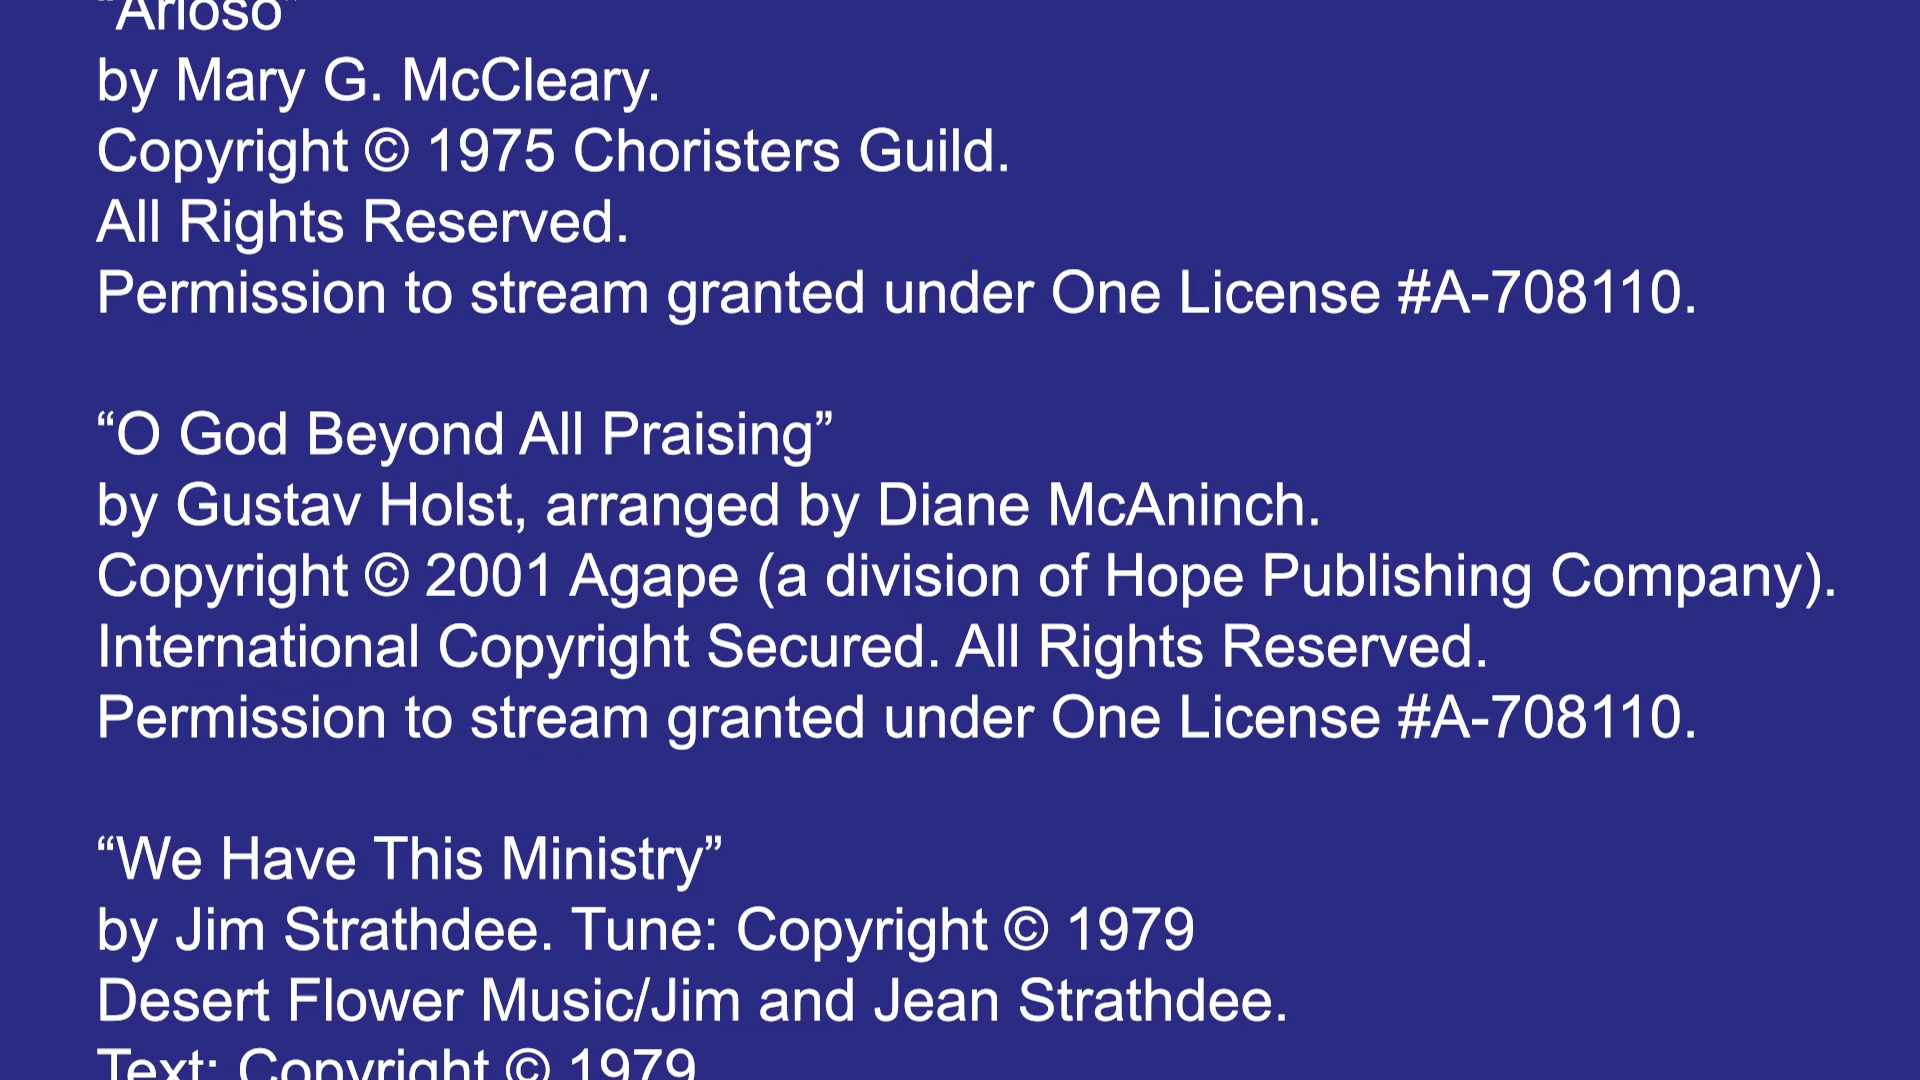 “Arioso”
by Mary G. McCleary.
Copyright © 1975 Choristers Guild.
All Rights Reserved.
Permission to stream granted under One License #A-708110.
“O God Beyond All Praising”
by Gustav Holst, arranged by Diane McAninch.
Copyright © 2001 Agape (a division of Hope Publishing Company).
International Copyright Secured. All Rights Reserved.
Permission to stream granted under One License #A-708110.
“We Have This Ministry”
by Jim Strathdee. Tune: Copyright © 1979
Desert Flower Music/Jim and Jean Strathdee.
Text: Copyright © 1979